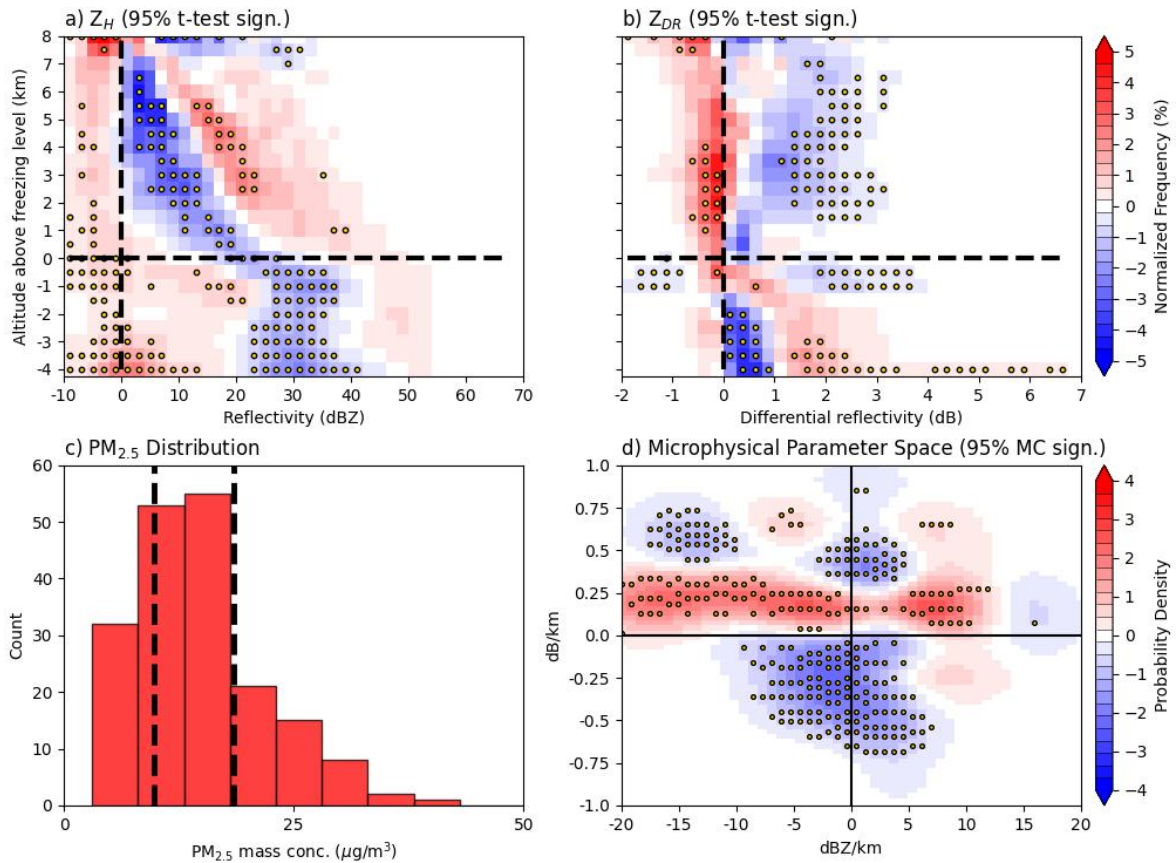 a) Z_H (95% t-test sign.)
b) Z_DR (95% t-test sign.)
Altitude above freezing level (km)
8
7
6
5
4
3
2
1
0
-1
-2
-3
-4
-10 0 10 20 30 40 50 60 70
Reflectivity (dBZ)
-2 -1 0 1 2 3 4 5 6 7
Differential reflectivity (dB)
5
4
3
2
1
0
−1
−2
−3
−4
−5
Normalized Frequency (%)
c) PM2.5 Distribution
d) Microphysical Parameter Space (95% MC sign.)
Count
60
50
40
30
20
10
0
0 25 50
PM2.5 mass conc. (μg/m³)
dB/km
1.0
0.75
0.5
0.25
0.0
-0.25
-0.5
-0.75
-1.0
-20 -15 -10 -5 0 5 10 15 20
dBZ/km
4
3
2
1
0
−1
−2
−3
−4
Probability Density